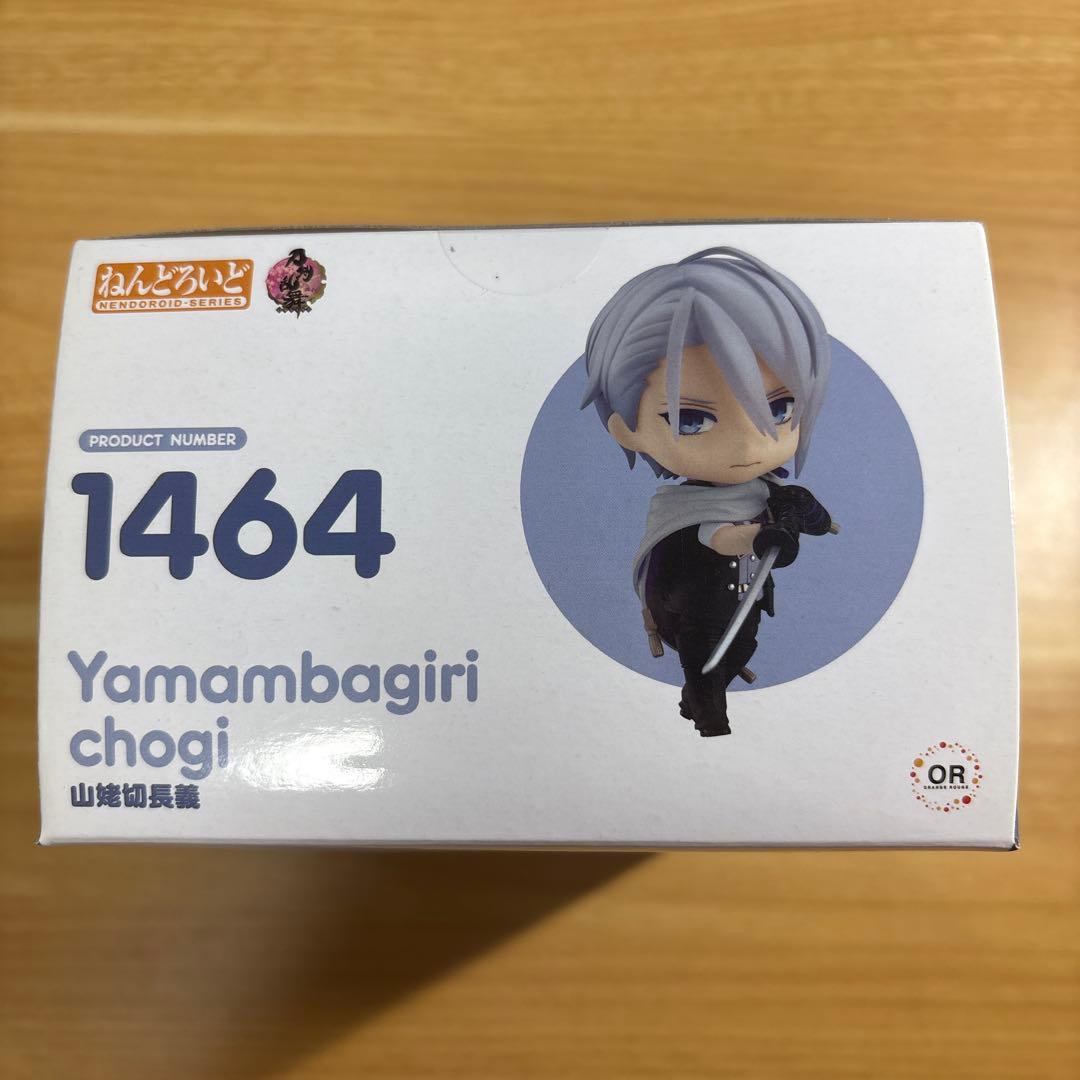 ねんどろいど
NENDOROID-SERIES
刀剣乱舞
PRODUCT NUMBER
1464
Yamambagiri
chogi
山姥切長義
OR
ORANGE ROUGE